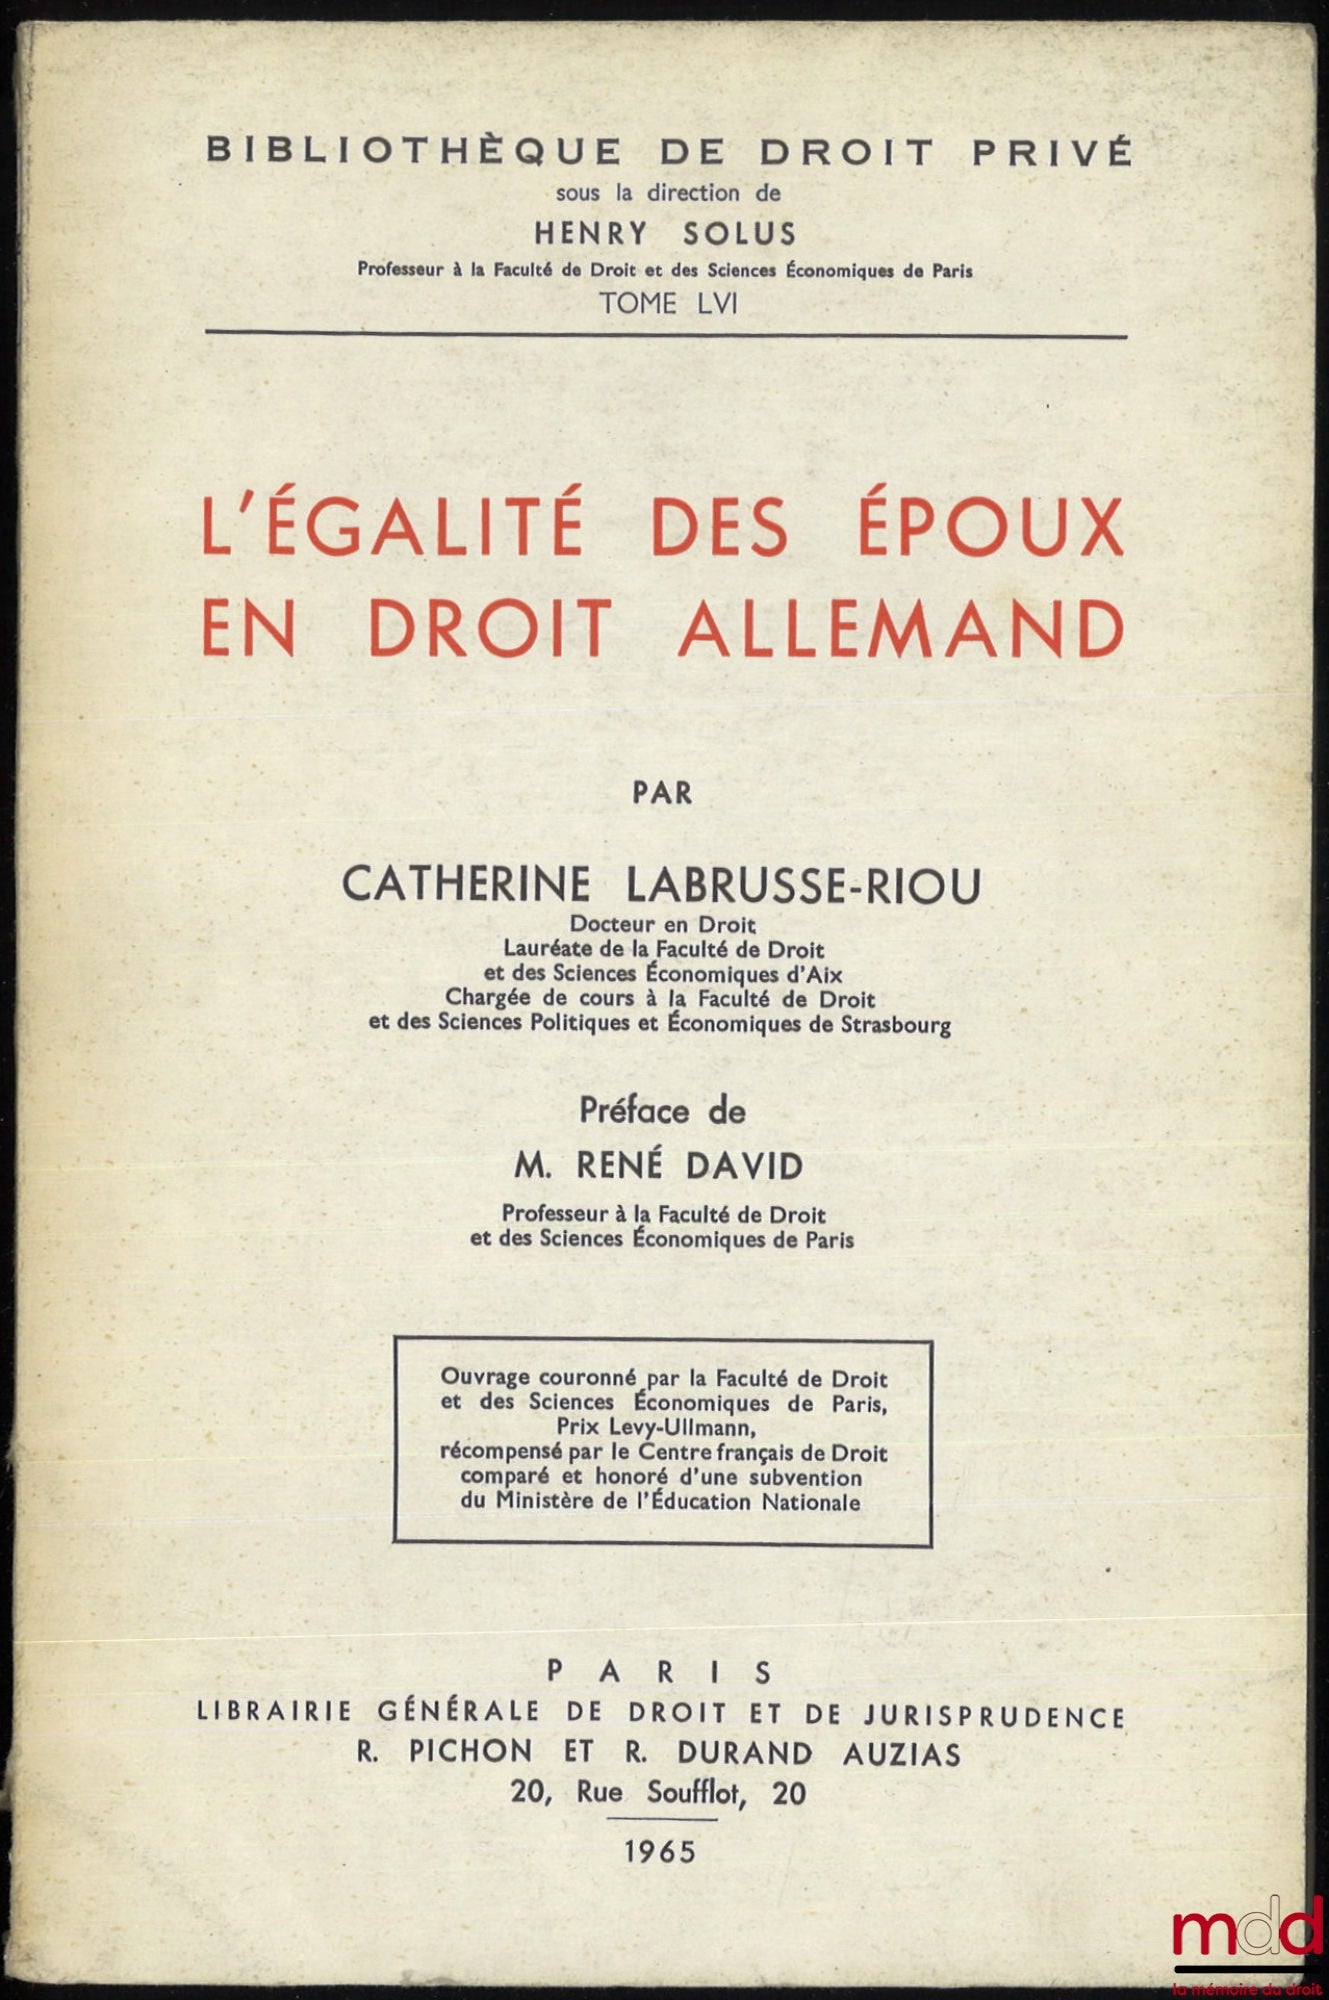 BIBLIOTHÈQUE DE DROIT PRIVÉ
sous la direction de
HENRY SOLUS
Professeur à la Faculté de Droit et des Sciences Économiques de Paris
TOME LVI
L'ÉGALITÉ DES ÉPOUX
EN DROIT ALLEMAND
PAR
CATHERINE LABRUSSE-RIOU
Docteur en Droit
Lauréate de la Faculté de Droit
et des Sciences Économiques d'Aix
Chargée de cours à la Faculté de Droit
et des Sciences Politiques et Économiques de Strasbourg
Préface de
M. RENÉ DAVID
Professeur à la Faculté de Droit
et des Sciences Économiques de Paris
Ouvrage couronné par la Faculté de Droit
et des Sciences Économiques de Paris,
Prix Levy-Ullmann,
récompensé par le Centre français de Droit
comparé et honoré d'une subvention
du Ministère de l'Éducation Nationale
PARIS
LIBRAIRIE GÉNÉRALE DE DROIT ET DE JURISPRUDENCE
R. PICHON ET R. DURAND AUZIAS
20, Rue Soufflot, 20
1965
mdd
la mémoire du droit